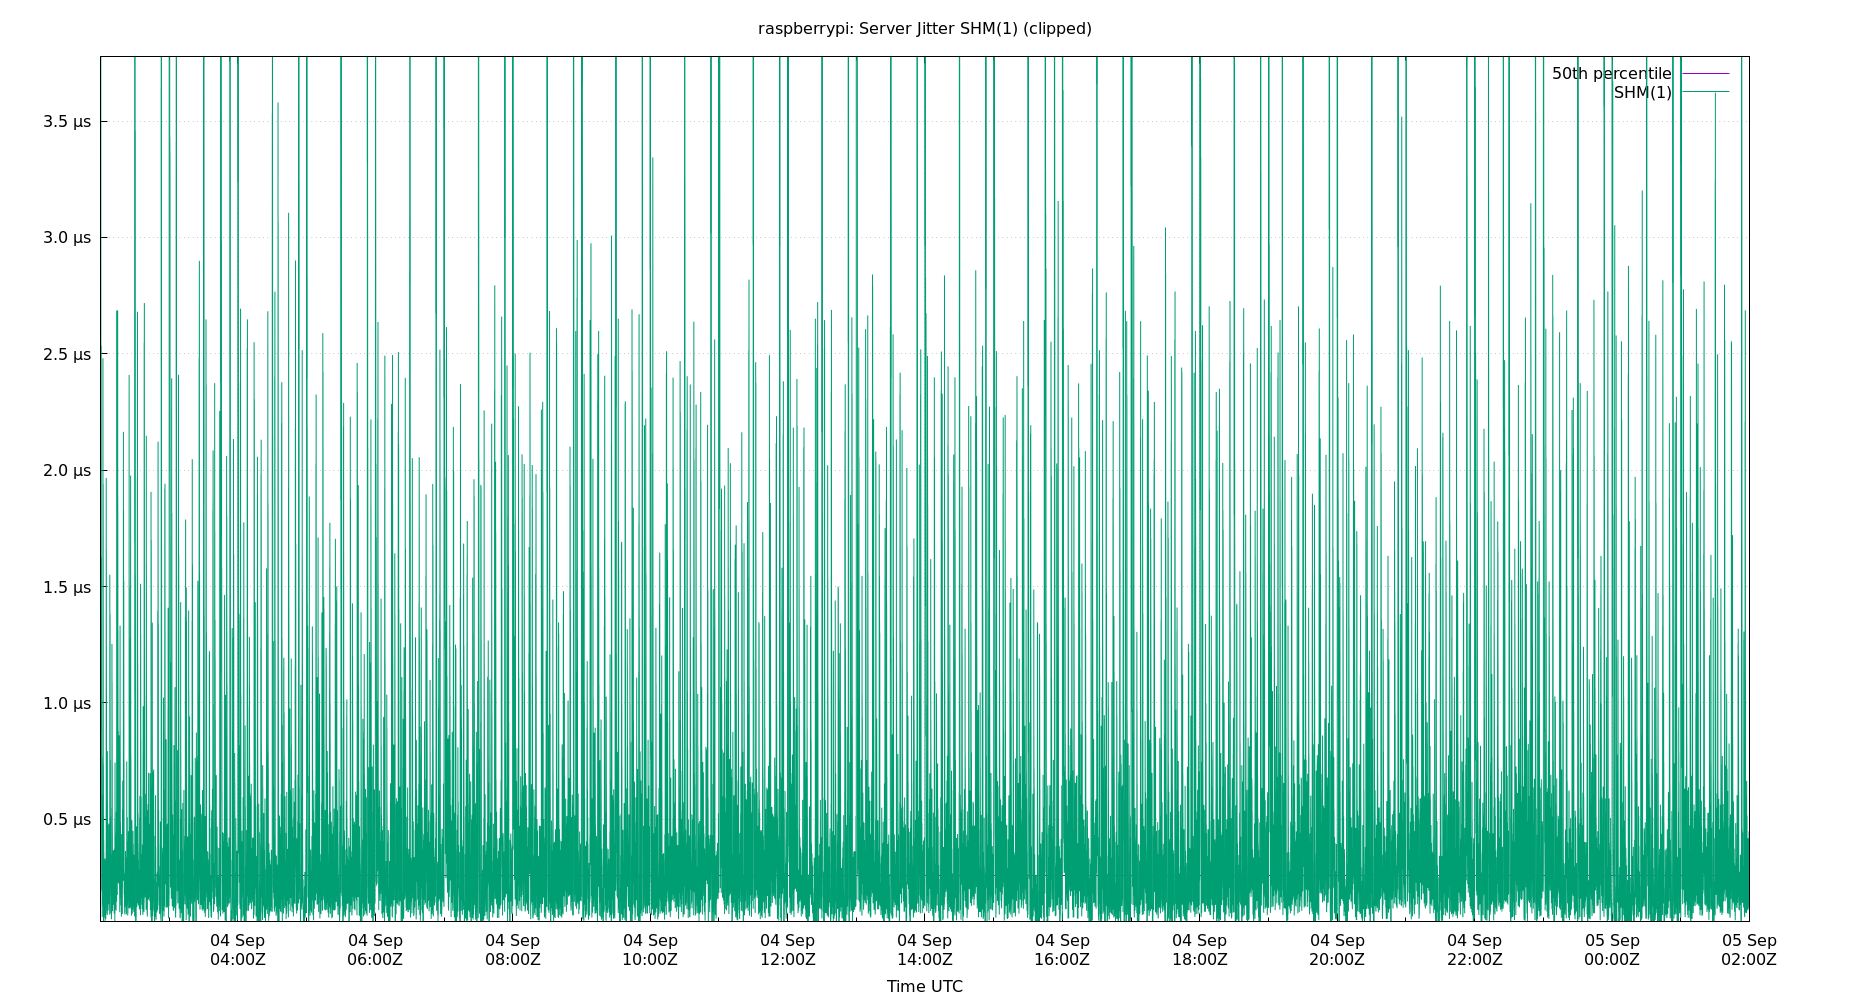 raspberrypi: Server Jitter SHM(1) (clipped)
50th percentile
SHM(1)
3.5 µs
3.0 µs
2.5 µs
2.0 µs
1.5 µs
1.0 µs
0.5 µs
04 Sep 04 Sep 04 Sep 04 Sep 04 Sep 04 Sep 04 Sep 04 Sep 04 Sep 04 Sep 05 Sep 05 Sep
04:00Z 06:00Z 08:00Z 10:00Z 12:00Z 14:00Z 16:00Z 18:00Z 20:00Z 22:00Z 00:00Z 02:00Z
Time UTC